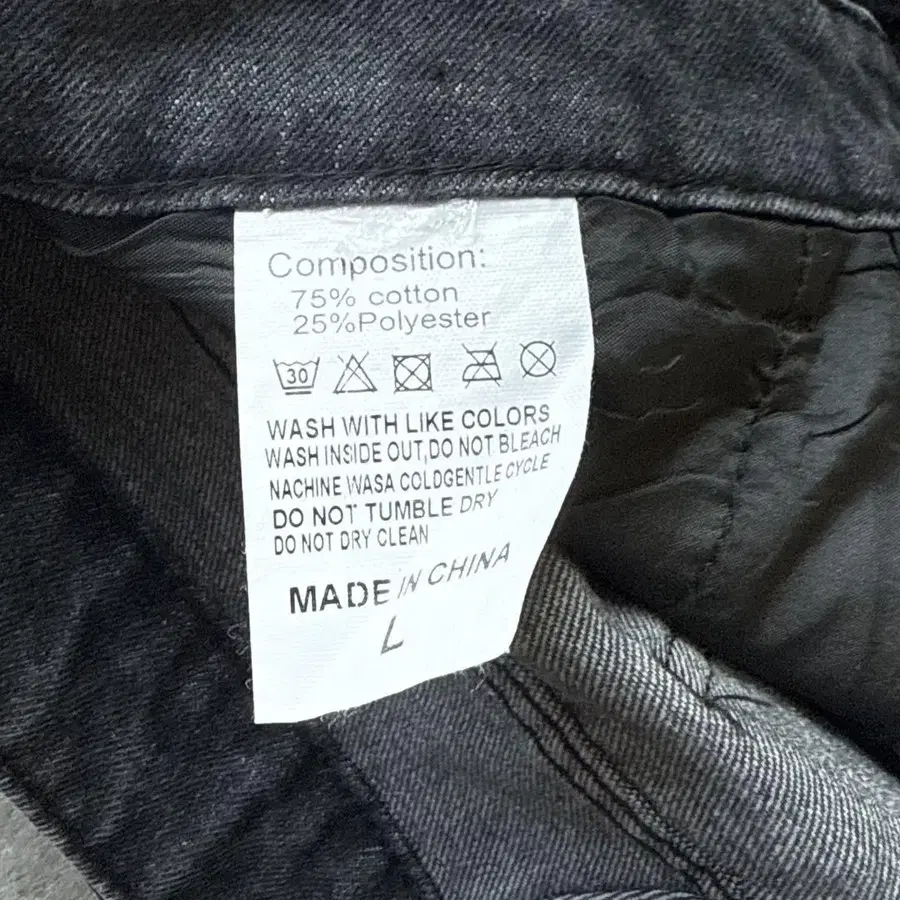 Composition:
75% cotton
25%Polyester
30
WASH WITH LIKE COLORS
WASH INSIDE OUT,DO NOT BLEACH
NACHINE WASA COLDGENTLE CYCLE
DO NOT TUMBLE DRY
DO NOT DRY CLEAN
MADE IN CHINA
L